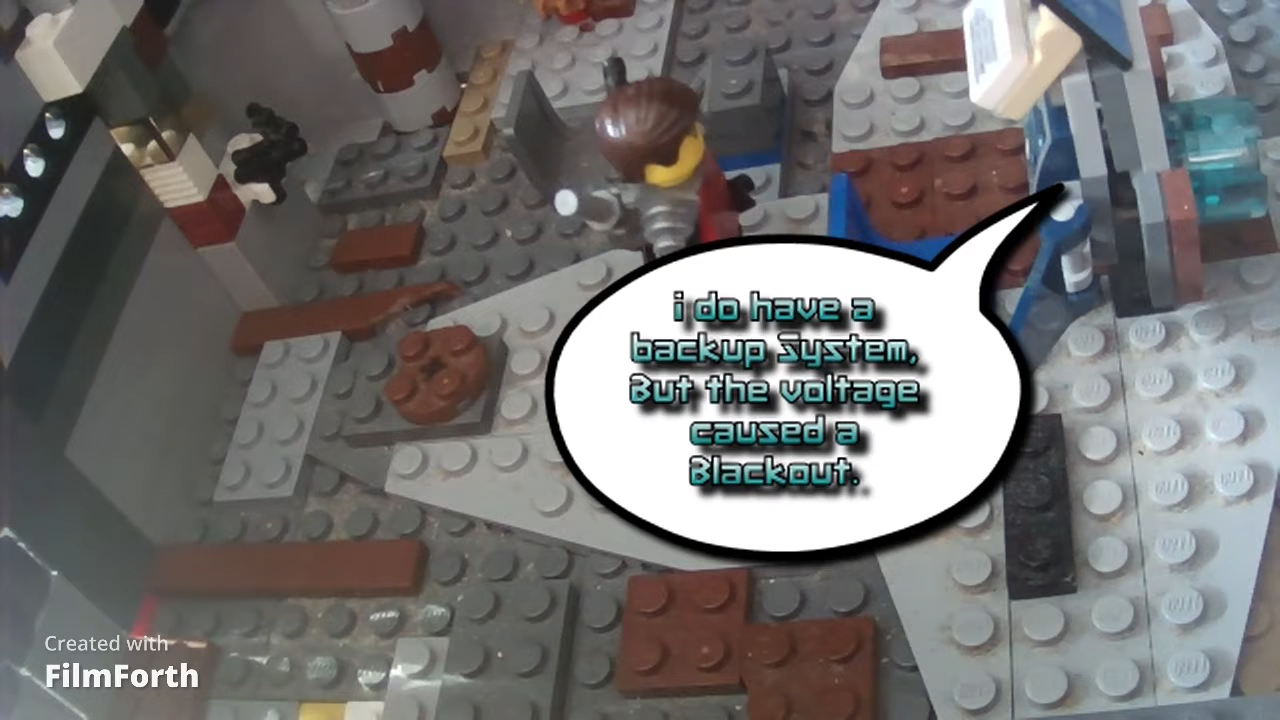 i do have a
backup System,
But the voltage
caused a
Blackout.
Created with
FilmForth